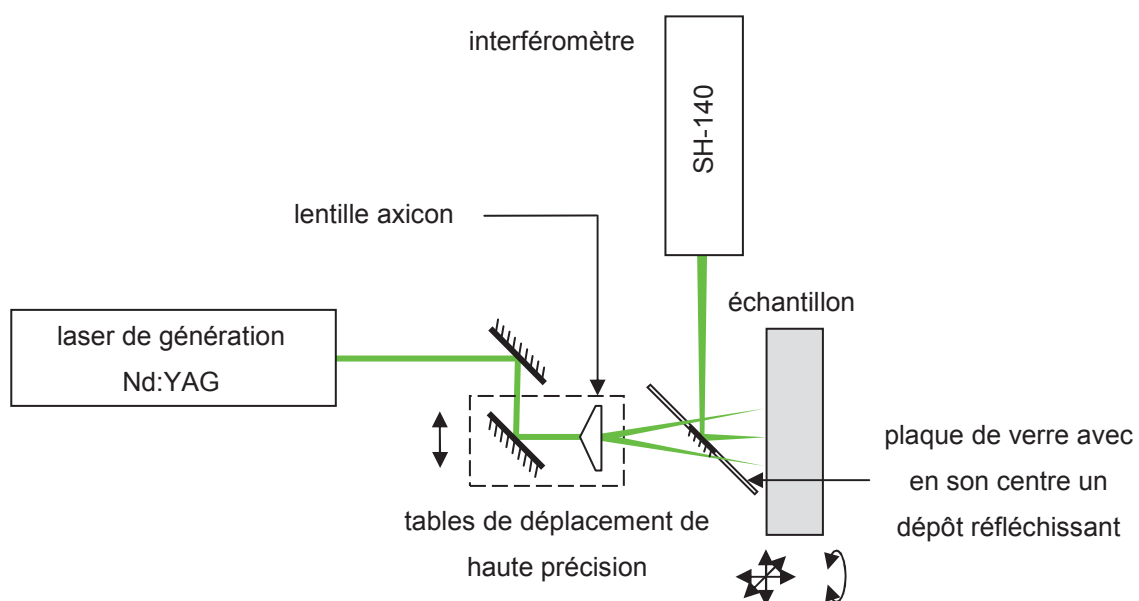 interféromètre
SH-140
lentille axicon
échantillon
laser de génération
Nd:YAG
plaque de verre avec
en son centre un
dépôt réfléchissant
tables de déplacement de
haute précision